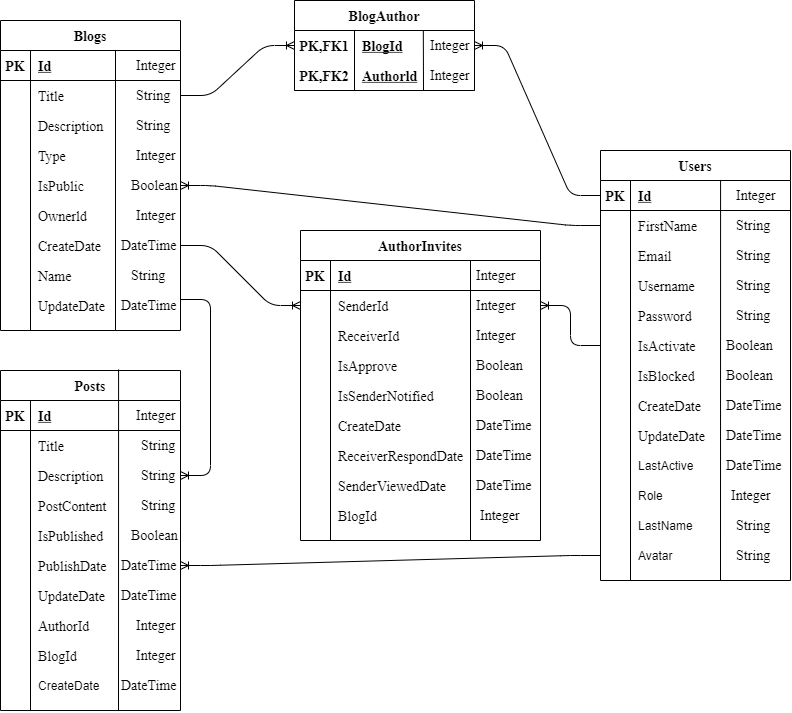 BlogAuthor
PK,FK1 BlogId Integer
PK,FK2 AuthorId Integer
Blogs
PK Id Integer
Title String
Description String
Type Integer
IsPublic Boolean
OwnerId Integer
CreateDate DateTime
Name String
UpdateDate DateTime
Users
PK Id Integer
FirstName String
Email String
Username String
Password String
IsActivate Boolean
IsBlocked Boolean
CreateDate DateTime
UpdateDate DateTime
LastActive DateTime
Role Integer
LastName String
Avatar String
AuthorInvites
PK Id Integer
SenderId Integer
ReceiverId Integer
IsApprove Boolean
IsSenderNotified Boolean
CreateDate DateTime
ReceiverRespondDate DateTime
SenderViewedDate DateTime
BlogId Integer
Posts
PK Id Integer
Title String
Description String
PostContent String
IsPublished Boolean
PublishDate DateTime
UpdateDate DateTime
AuthorId Integer
BlogId Integer
CreateDate DateTime